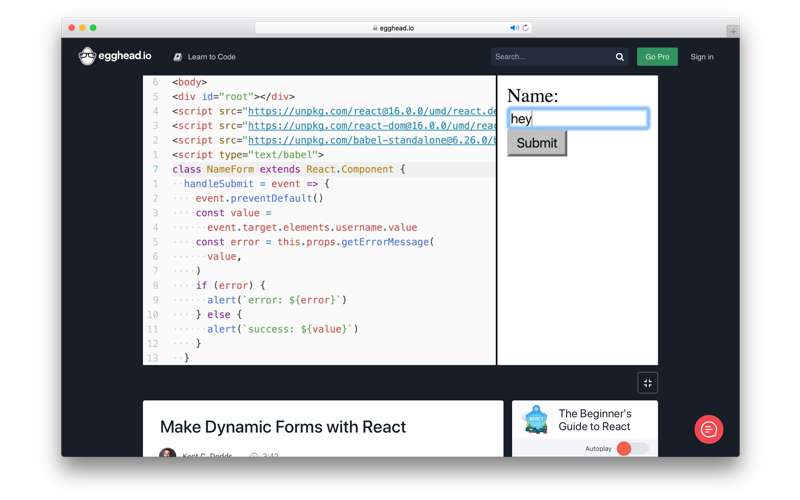 egghead.io
egghead.io
Learn to Code
Search...
Go Pro
Sign in
6 <body>
5 <div id="root"></div>
4 <script src="https://unpkg.com/react@16.0.0/umd/react.de
3 <script src="https://unpkg.com/react-dom@16.0.0/umd/reac
2 <script src="https://unpkg.com/babel-standalone@6.26.0/b
1 <script type="text/babel">
7 class NameForm extends React.Component {
1 handleSubmit = event => {
2 event.preventDefault()
3 const value =
4 event.target.elements.username.value
5 const error = this.props.getErrorMessage(
6 value,
7 )
8 if (error) {
9 alert(`error: ${error}`)
10 } else {
11 alert(`success: ${value}`)
12 }
13 }
Name:
hey
Submit
Make Dynamic Forms with React
Kent C. Dodds
3:42
The Beginner's
Guide to React
Autoplay